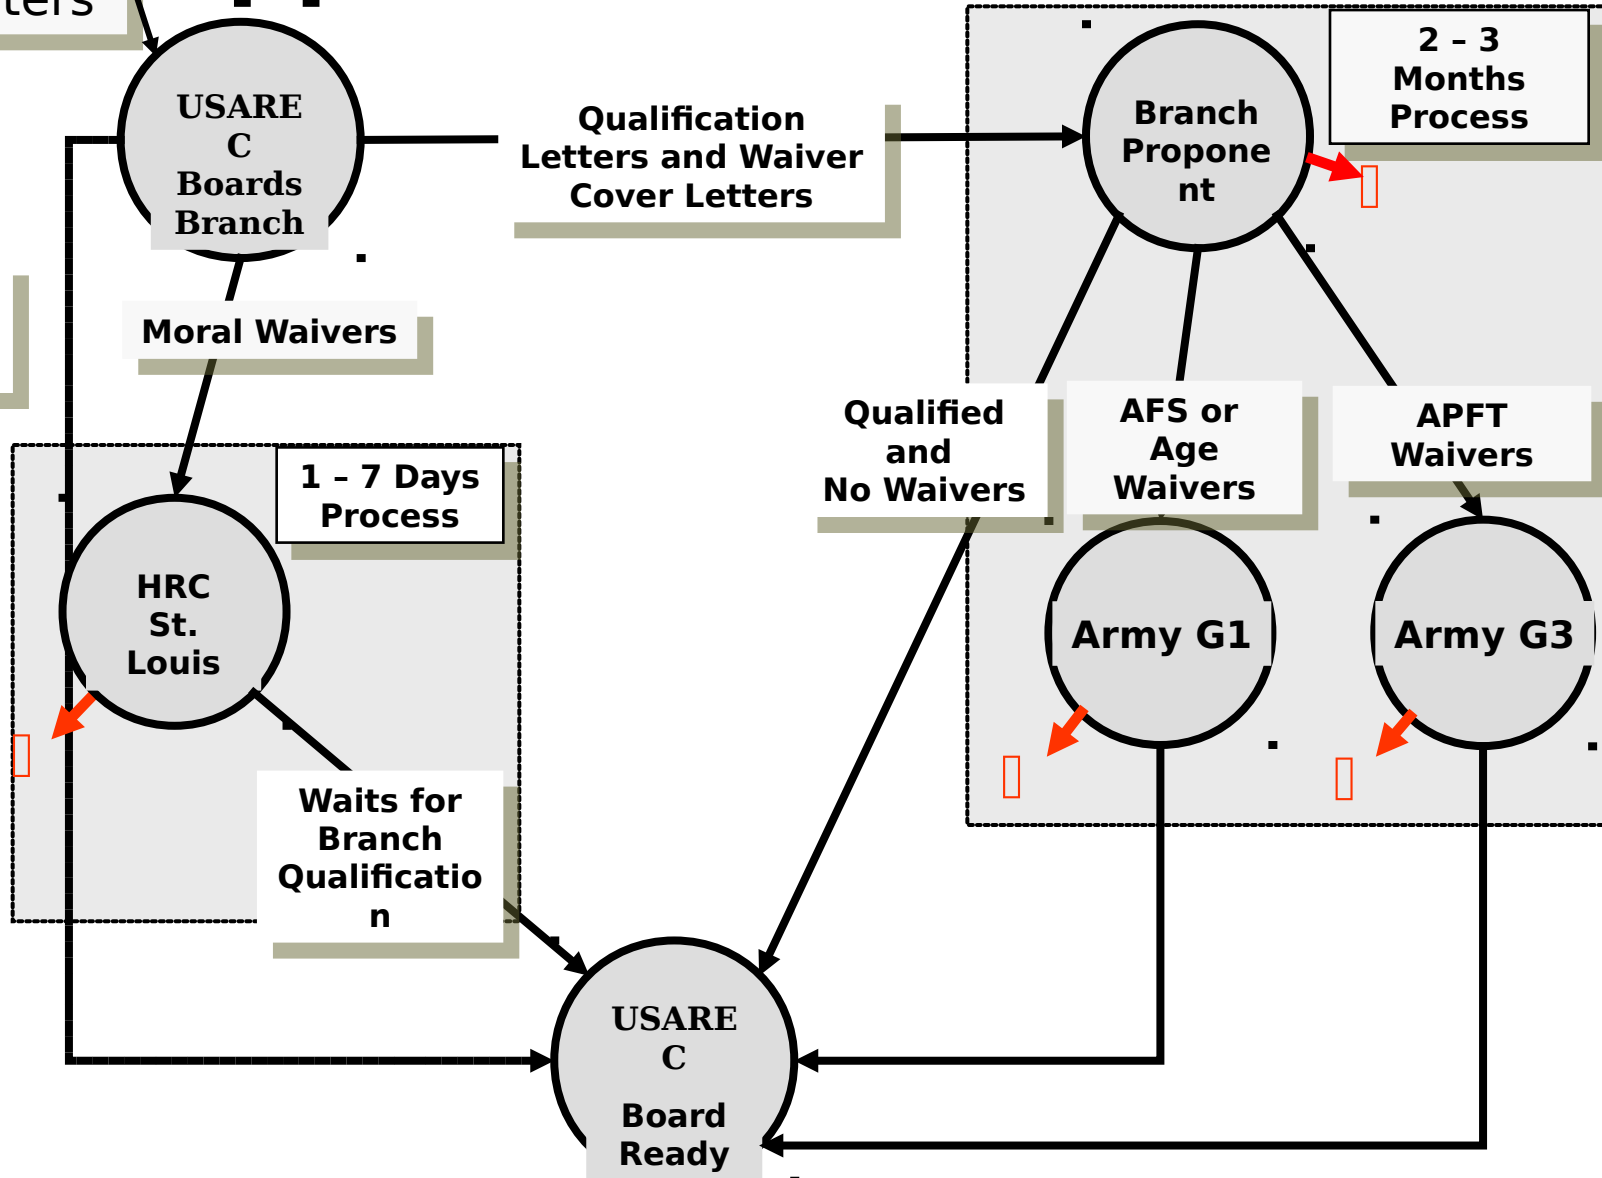 ters
USARE
C
Boards
Branch
Qualification
Letters and Waiver
Cover Letters
Branch
Propone
nt
2 – 3
Months
Process
Moral Waivers
Qualified
and
No Waivers
AFS or
Age
Waivers
APFT
Waivers
1 – 7 Days
Process
HRC
St.
Louis
Army G1
Army G3
Waits for
Branch
Qualificatio
n
USARE
C
Board
Ready